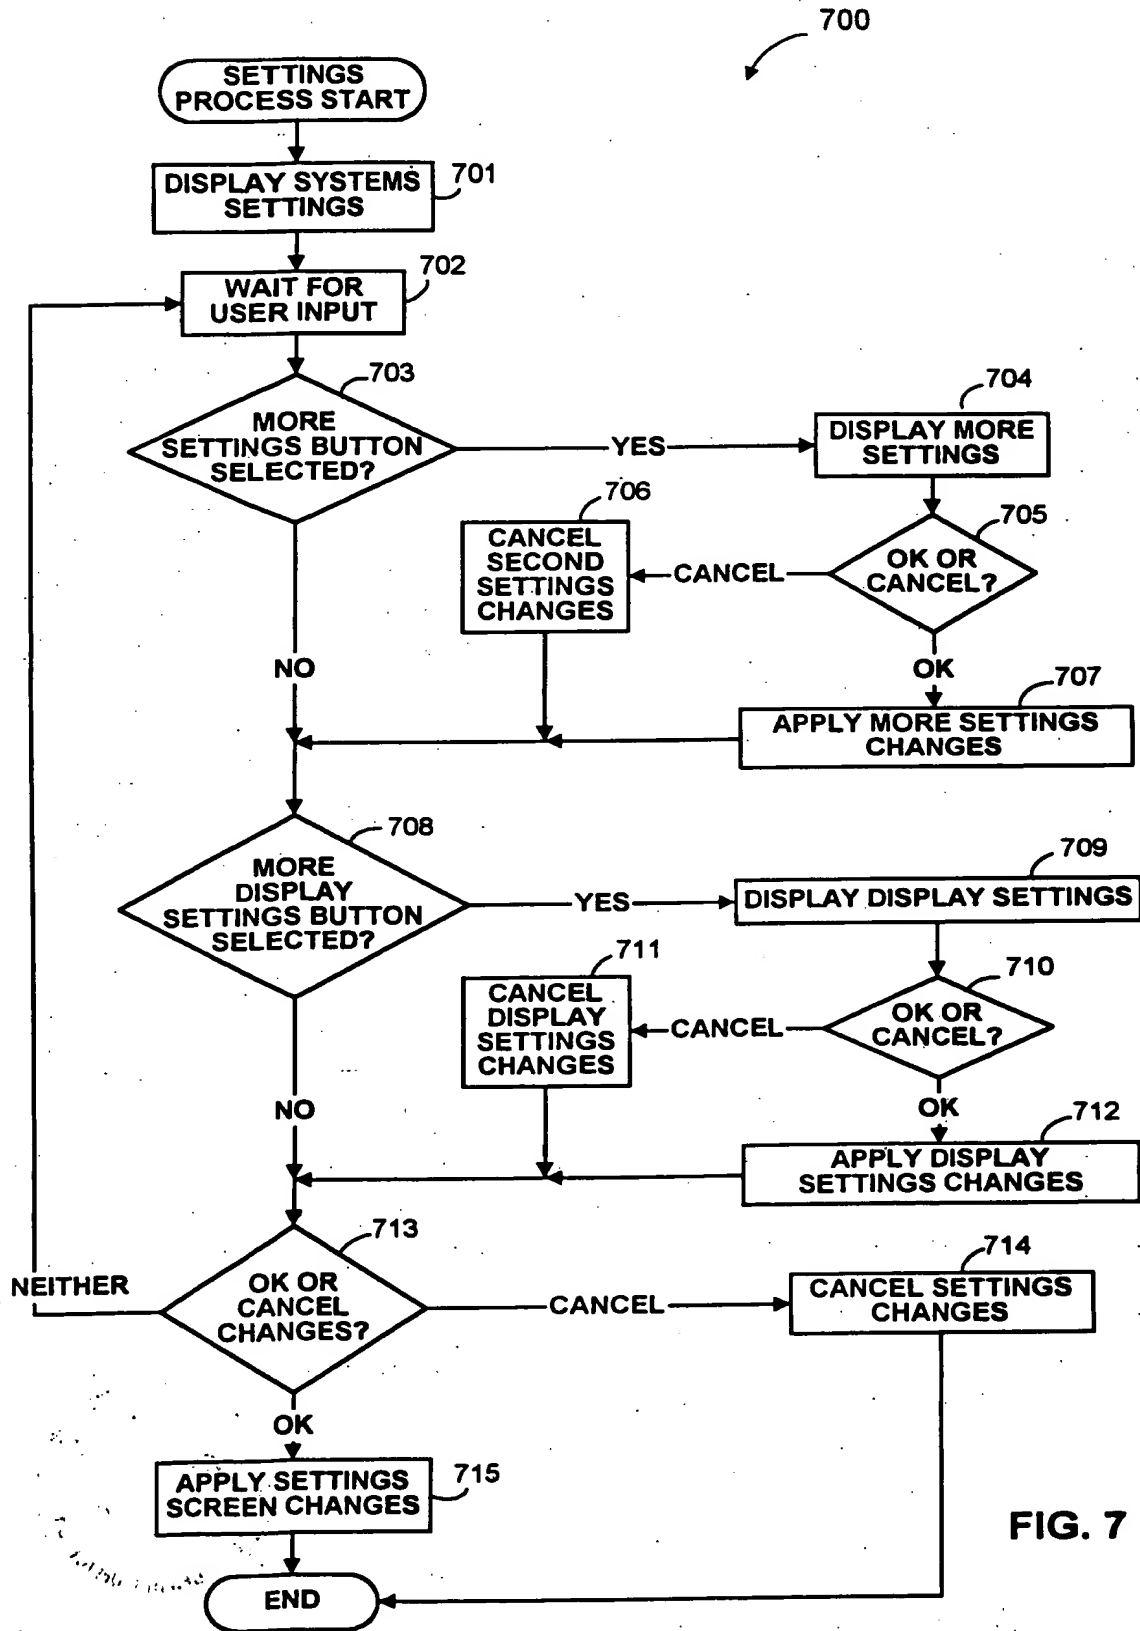 700
SETTINGS
PROCESS START
DISPLAY SYSTEMS
SETTINGS
701
WAIT FOR
USER INPUT
702
703
MORE
SETTINGS BUTTON
SELECTED?
YES
704
DISPLAY MORE
SETTINGS
706
CANCEL
SECOND
SETTINGS
CHANGES
CANCEL
705
OK OR
CANCEL?
NO
OK
707
APPLY MORE SETTINGS
CHANGES
708
MORE
DISPLAY
SETTINGS BUTTON
SELECTED?
YES
709
DISPLAY DISPLAY SETTINGS
711
CANCEL
DISPLAY
SETTINGS
CHANGES
CANCEL
710
OK OR
CANCEL?
NO
OK
712
APPLY DISPLAY
SETTINGS CHANGES
713
NEITHER
OK OR
CANCEL
CHANGES?
CANCEL
714
CANCEL SETTINGS
CHANGES
OK
APPLY SETTINGS
SCREEN CHANGES
715
END
FIG. 7